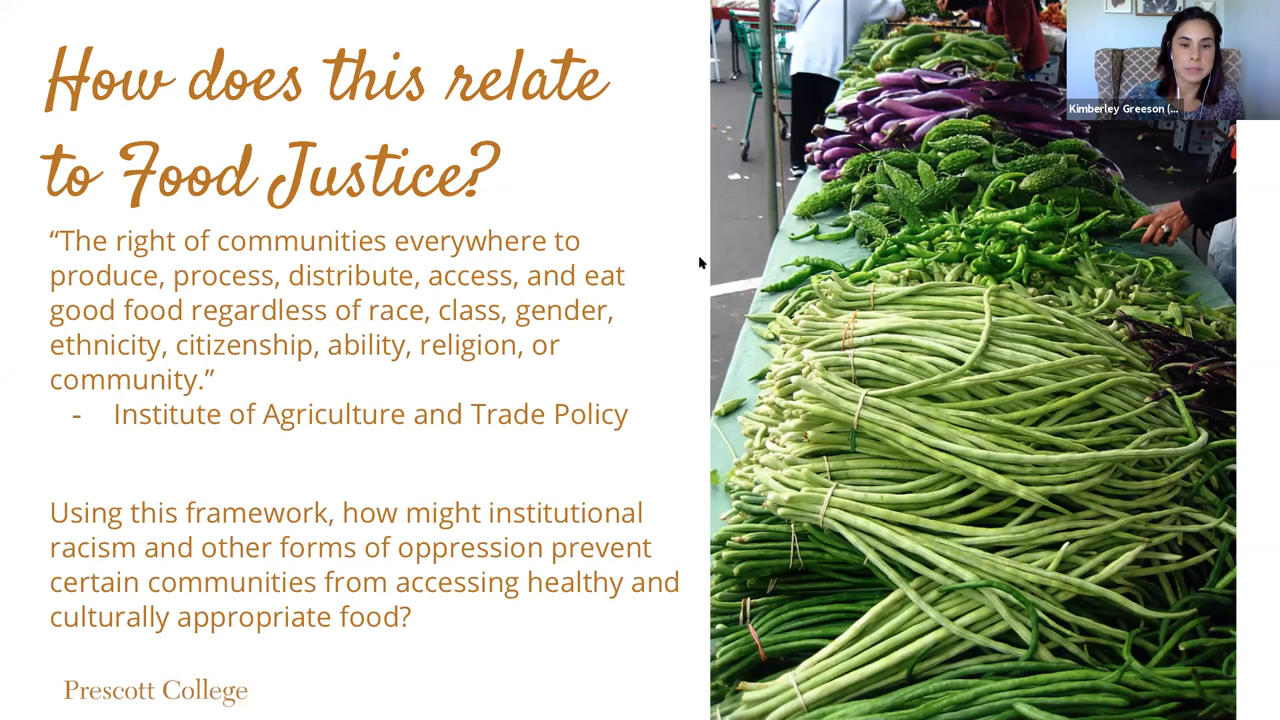 How does this relate
to Food Justice?
“The right of communities everywhere to
produce, process, distribute, access, and eat
good food regardless of race, class, gender,
ethnicity, citizenship, ability, religion, or
community.”
- Institute of Agriculture and Trade Policy
Using this framework, how might institutional
racism and other forms of oppression prevent
certain communities from accessing healthy and
culturally appropriate food?
Prescott College
Kimberley Greeson (...